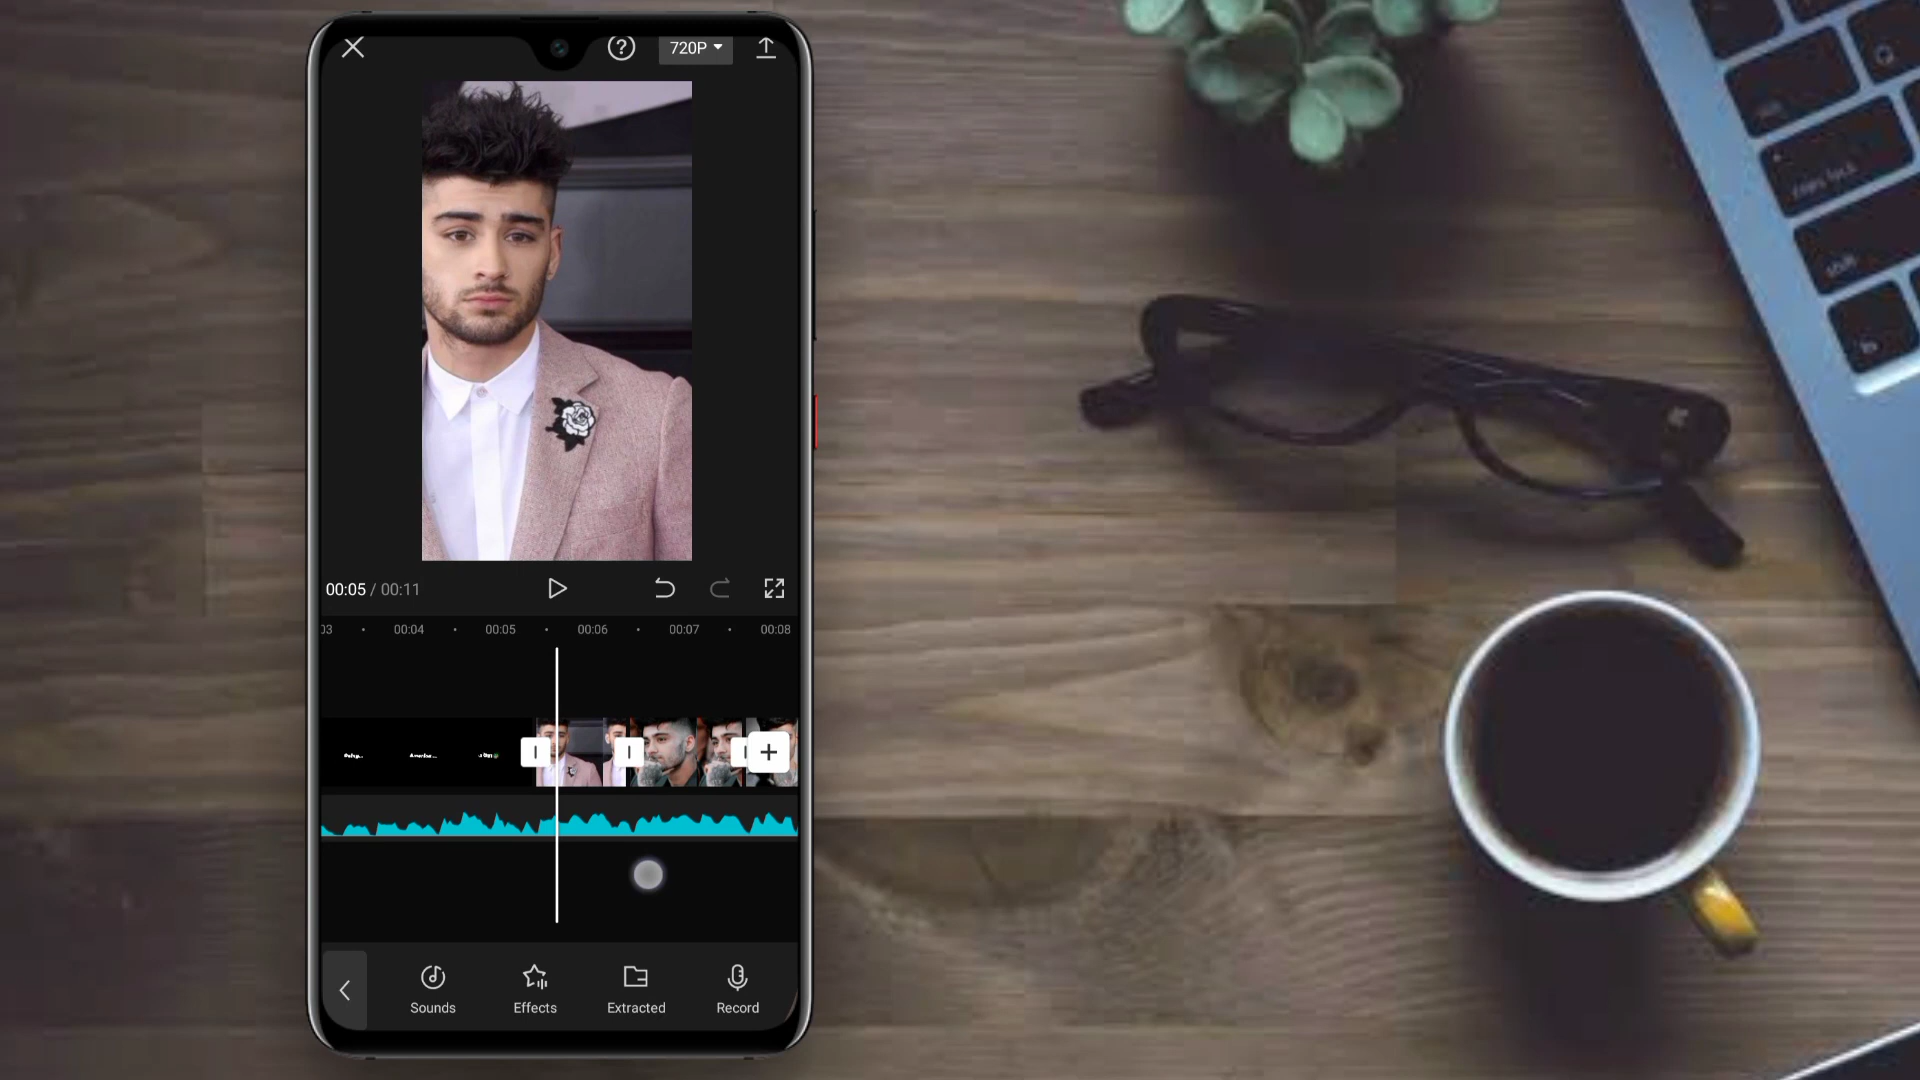 720P
00:05 / 00:11
03 00:04 00:05 00:06 00:07 00:08
Sounds Effects Extracted Record
shift